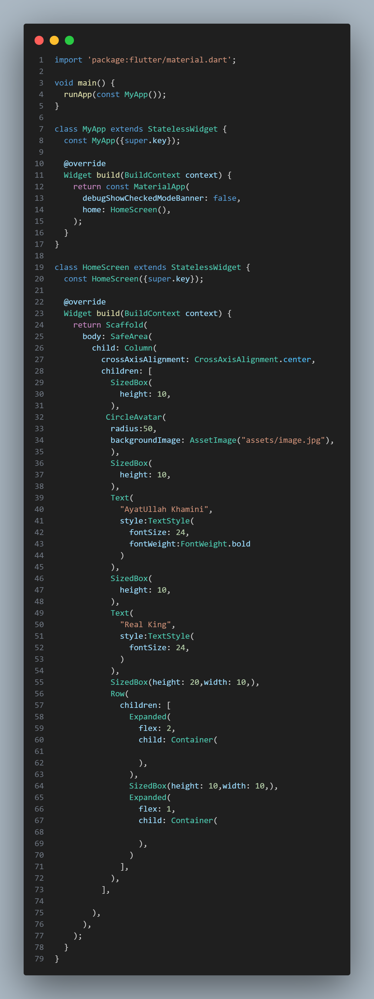 1 import 'package:flutter/material.dart';
2
3 void main() {
4   runApp(const MyApp());
5 }
6
7 class MyApp extends StatelessWidget {
8   const MyApp({super.key});
9
10   @override
11   Widget build(BuildContext context) {
12     return const MaterialApp(
13       debugShowCheckedModeBanner: false,
14       home: HomeScreen(),
15     );
16   }
17 }
18
19 class HomeScreen extends StatelessWidget {
20   const HomeScreen({super.key});
21
22   @override
23   Widget build(BuildContext context) {
24     return Scaffold(
25       body: SafeArea(
26         child: Column(
27           crossAxisAlignment: CrossAxisAlignment.center,
28           children: [
29             SizedBox(
30               height: 10,
31             ),
32            CircleAvatar(
33             radius:50,
34             backgroundImage: AssetImage("assets/image.jpg"),
35             ),
36             SizedBox(
37               height: 10,
38             ),
39             Text(
40               "AyatUllah Khamini",
41               style:TextStyle(
42                 fontSize: 24,
43                 fontWeight:FontWeight.bold
44               )
45             ),
46             SizedBox(
47               height: 10,
48             ),
49             Text(
50               "Real King",
51               style:TextStyle(
52                 fontSize: 24,
53               )
54             ),
55             SizedBox(height: 20,width: 10,),
56             Row(
57               children: [
58                 Expanded(
59                   flex: 2,
60                   child: Container(
61
62                   ),
63                 ),
64                 SizedBox(height: 10,width: 10,),
65                 Expanded(
66                   flex: 1,
67                   child: Container(
68
69                   ),
70                 )
71               ],
72             ),
73           ],
74
75         ),
76       ),
77     );
78   }
79 }